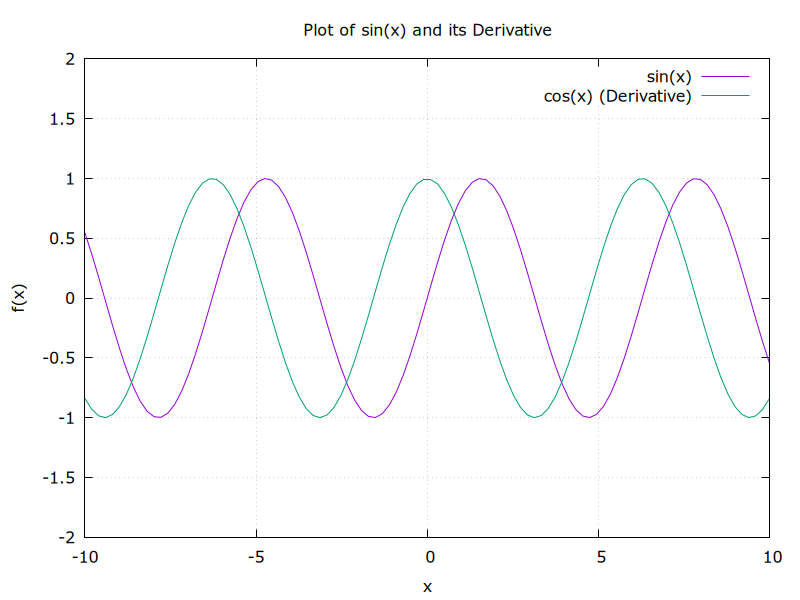 Plot of sin(x) and its Derivative
2
sin(x)
cos(x) (Derivative)
1.5
1
0.5
f(x)
0
-0.5
-1
-1.5
-2
-10 -5 0 5 10
x